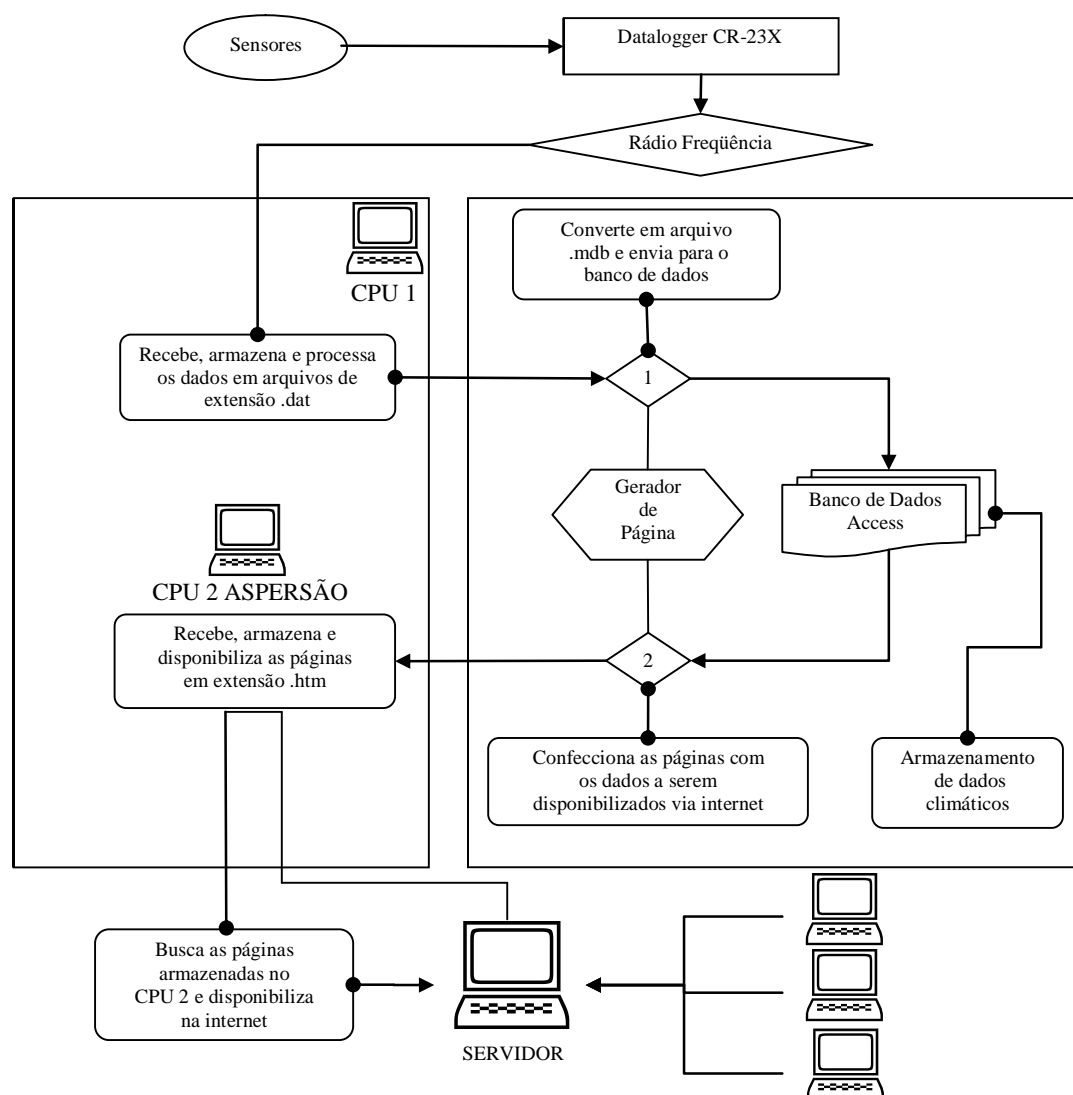 Sensores
Datalogger CR-23X
Rádio Freqüência
CPU 1
Converte em arquivo
.mdb e envia para o
banco de dados
Recebe, armazena e processa
os dados em arquivos de
extensão .dat
1
Gerador
de
Página
Banco de Dados
Access
CPU 2 ASPERSÃO
Recebe, armazena e
disponibiliza as páginas
em extensão .htm
2
Confecciona as páginas com
os dados a serem
disponibilizados via internet
Armazenamento
de dados
climáticos
Busca as páginas
armazenadas no
CPU 2 e disponibiliza
na internet
SERVIDOR